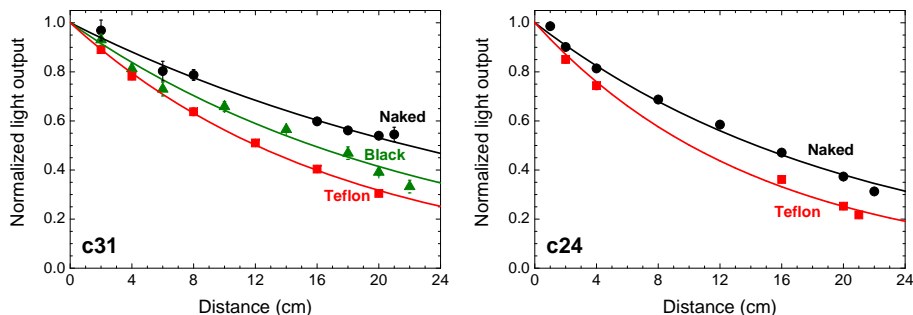 Normalized light output
1.0
0.8
0.6
0.4
0.2
0.0
Naked
Black
Teflon
c31
0 4 8 12 16 20 24
Distance (cm)
Normalized light output
1.0
0.8
0.6
0.4
0.2
0.0
Naked
Teflon
c24
0 4 8 12 16 20 24
Distance (cm)